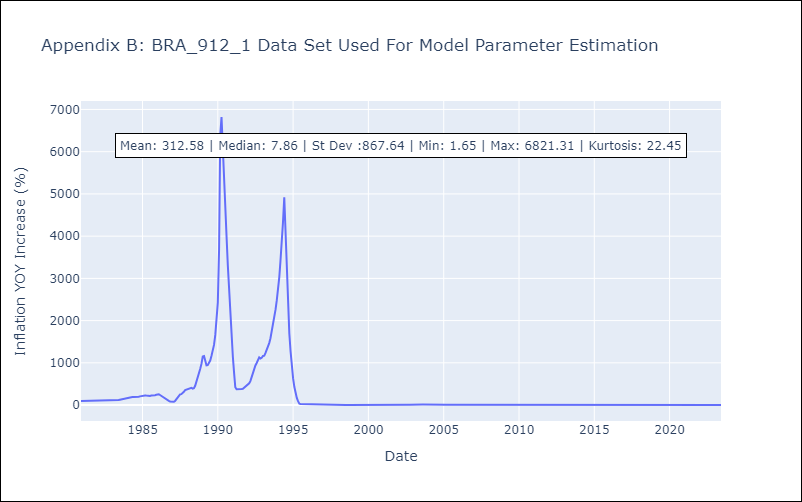 Appendix B: BRA_912_1 Data Set Used For Model Parameter Estimation
Mean: 312.58 | Median: 7.86 | St Dev :867.64 | Min: 1.65 | Max: 6821.31 | Kurtosis: 22.45
Inflation YOY Increase (%)
7000
6000
5000
4000
3000
2000
1000
0
1985 1990 1995 2000 2005 2010 2015 2020
Date